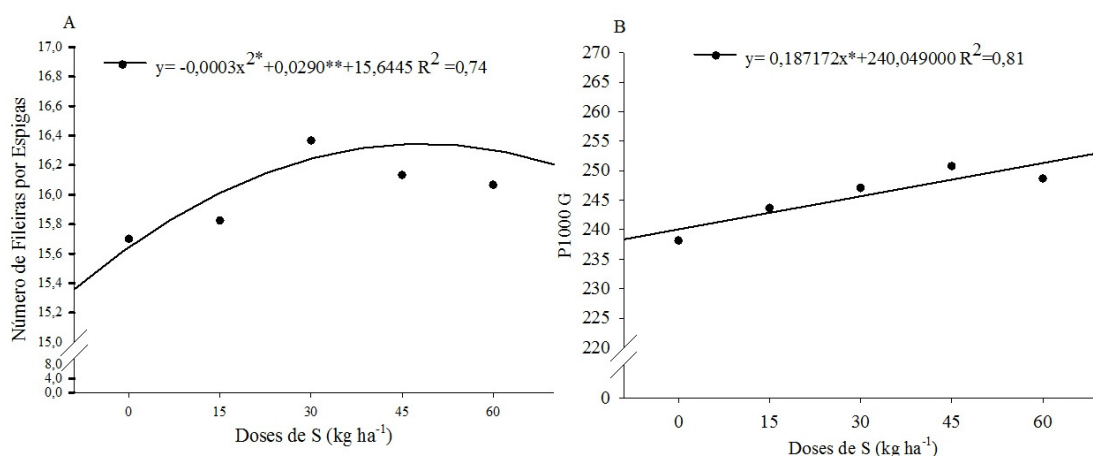 A
y= -0,0003x²*+0,0290**+15,6445 R² =0,74
Número de Fileiras por Espigas
17,0
16,8
16,6
16,4
16,2
16,0
15,8
15,6
15,4
15,2
15,0
8,0
4,0
0,0
0 15 30 45 60
Doses de S (kg ha⁻¹)
B
y= 0,187172x*+240,049000 R²=0,81
P1000 G
270
265
260
255
250
245
240
235
230
225
220
0
0 15 30 45 60
Doses de S (kg ha⁻¹)